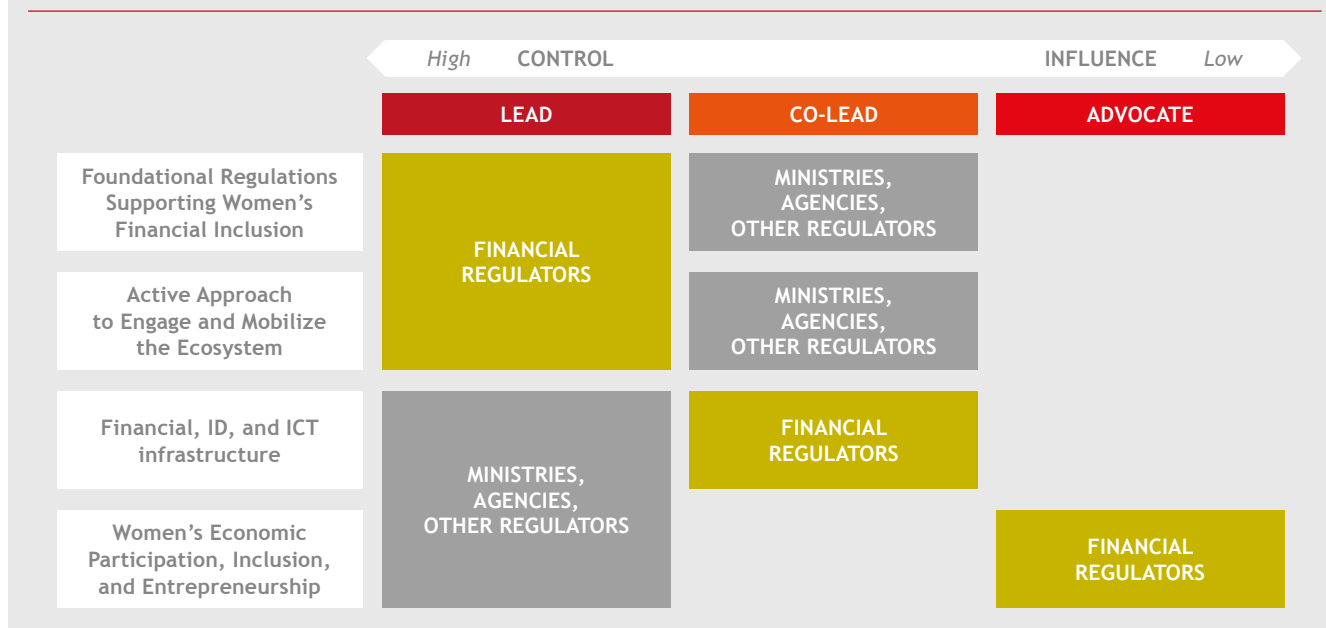 High CONTROL INFLUENCE Low
LEAD CO-LEAD ADVOCATE
Foundational Regulations
Supporting Women's
Financial Inclusion
FINANCIAL
REGULATORS
MINISTRIES,
AGENCIES,
OTHER REGULATORS
Active Approach
to Engage and Mobilize
the Ecosystem
MINISTRIES,
AGENCIES,
OTHER REGULATORS
Financial, ID, and ICT
infrastructure
MINISTRIES,
AGENCIES,
OTHER REGULATORS
FINANCIAL
REGULATORS
Women's Economic
Participation, Inclusion,
and Entrepreneurship
FINANCIAL
REGULATORS